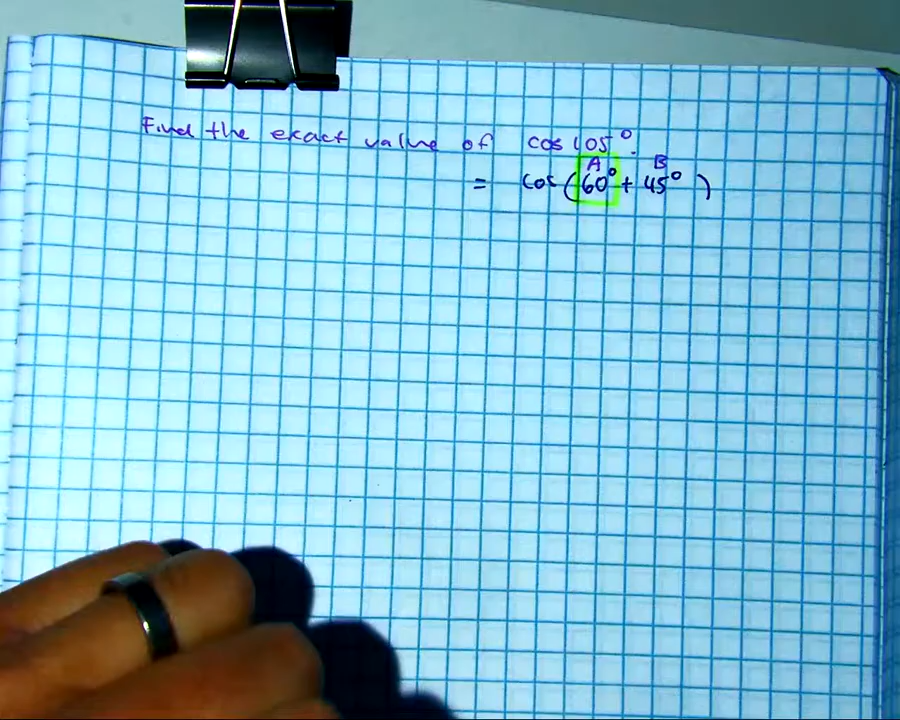 Find the exact value of cos 105°.
A B
= cos(60° + 45°)